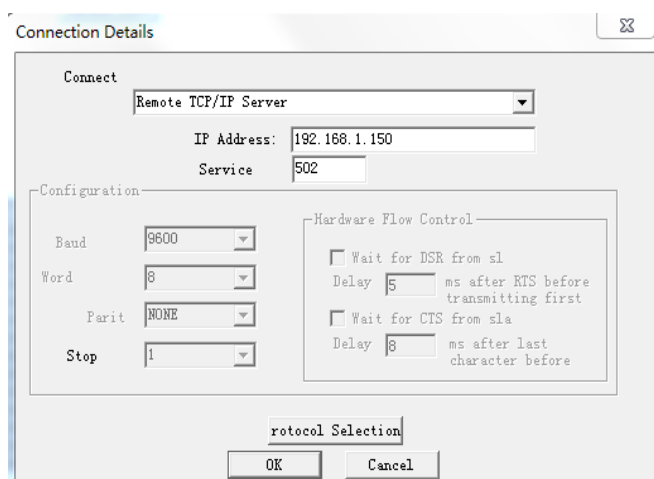 Connection Details
Connect
Remote TCP/IP Server
IP Address: 192.168.1.150
Service 502
Configuration
Baud 9600
Word 8
Parit NONE
Stop 1
Hardware Flow Control
Wait for DSR from sl
Delay 5 ms after RTS before
transmitting first
Wait for CTS from sla
Delay 8 ms after last
character before
rotocol Selection
OK Cancel